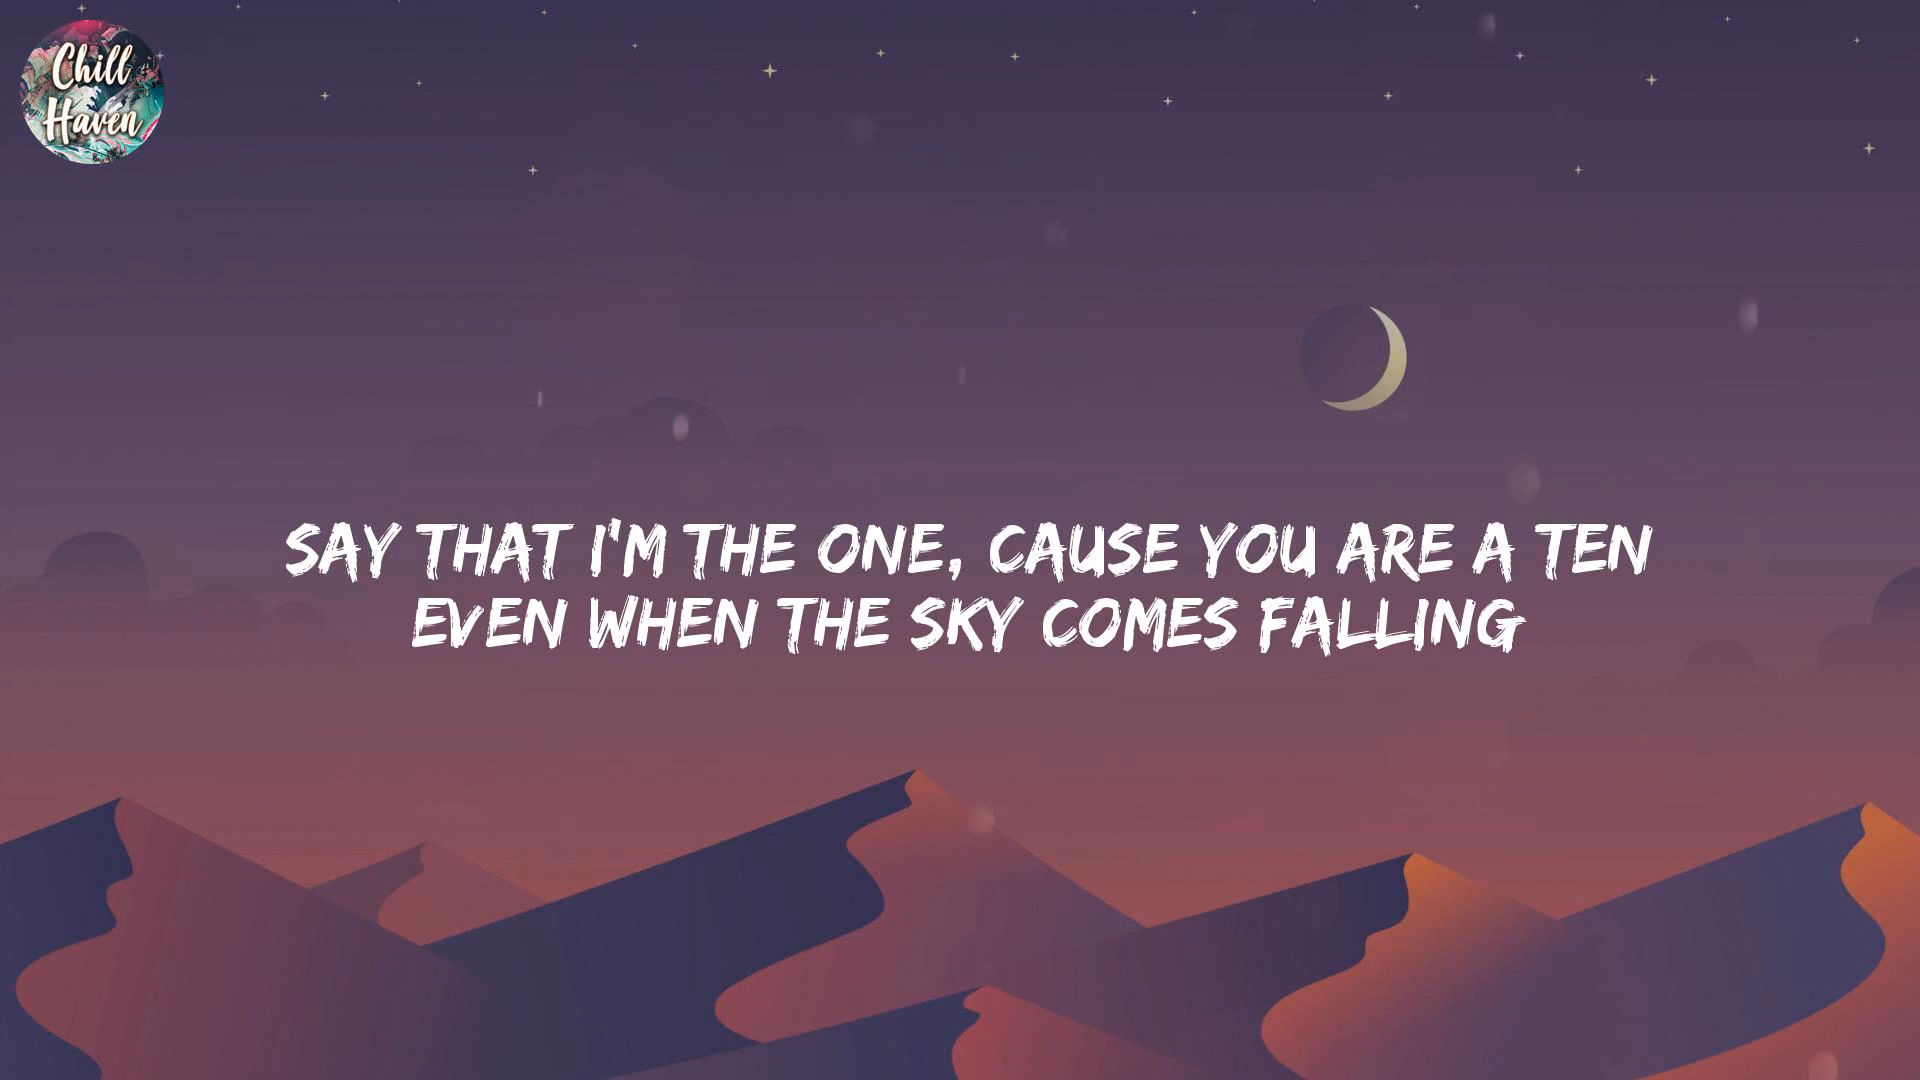 Chill
Haven
SAY THAT I'M THE ONE, CAUSE YOU ARE A TEN
EVEN WHEN THE SKY COMES FALLING